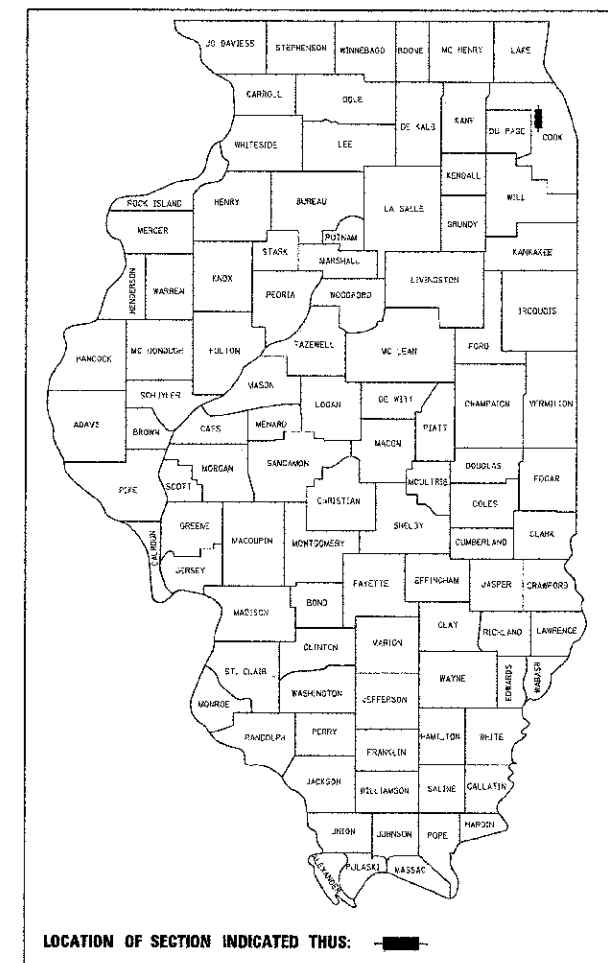 JO DAVIESS STEPHENSON WINNEBAGO BOONE MC HENRY LAKE
CARROLL OGLE
DE KALB KANE DU PAGE COOK
WHITESIDE LEE
KENDALL
ROCK ISLAND HENRY BUREAU LA SALLE WILL
GRUNDY
MERCER PUTNAM
STARK MARSHALL KANKAKEE
HENDERSON WARREN KNOX PEORIA WOODFORD LIVINGSTON IROQUOIS
HANCOCK MC DONOUGH FULTON TAZEWELL MC LEAN FORD
MASON
SCHUYLER LOGAN DE WITT CHAMPAIGN VERMILION
ADAMS BROWN CASS MENARD PIATT
MACON
MORGAN SANGAMON DOUGLAS
PIKE SCOTT CHRISTIAN MOULTRIE EDGAR
COLES
SHELBY
CALHOUN GREENE MACOUPIN MONTGOMERY CUMBERLAND CLARK
JERSEY FAYETTE EFFINGHAM JASPER CRAWFORD
MADISON BOND
CLAY RICHLAND LAWRENCE
CLINTON MARION
ST. CLAIR WAYNE EDWARDS WABASH
WASHINGTON JEFFERSON
MONROE
RANDOLPH PERRY HAMILTON WHITE
FRANKLIN
JACKSON WILLIAMSON SALINE GALLATIN
UNION JOHNSON POPE HARDIN
ALEXANDER PULASKI MASSAC
LOCATION OF SECTION INDICATED THUS: